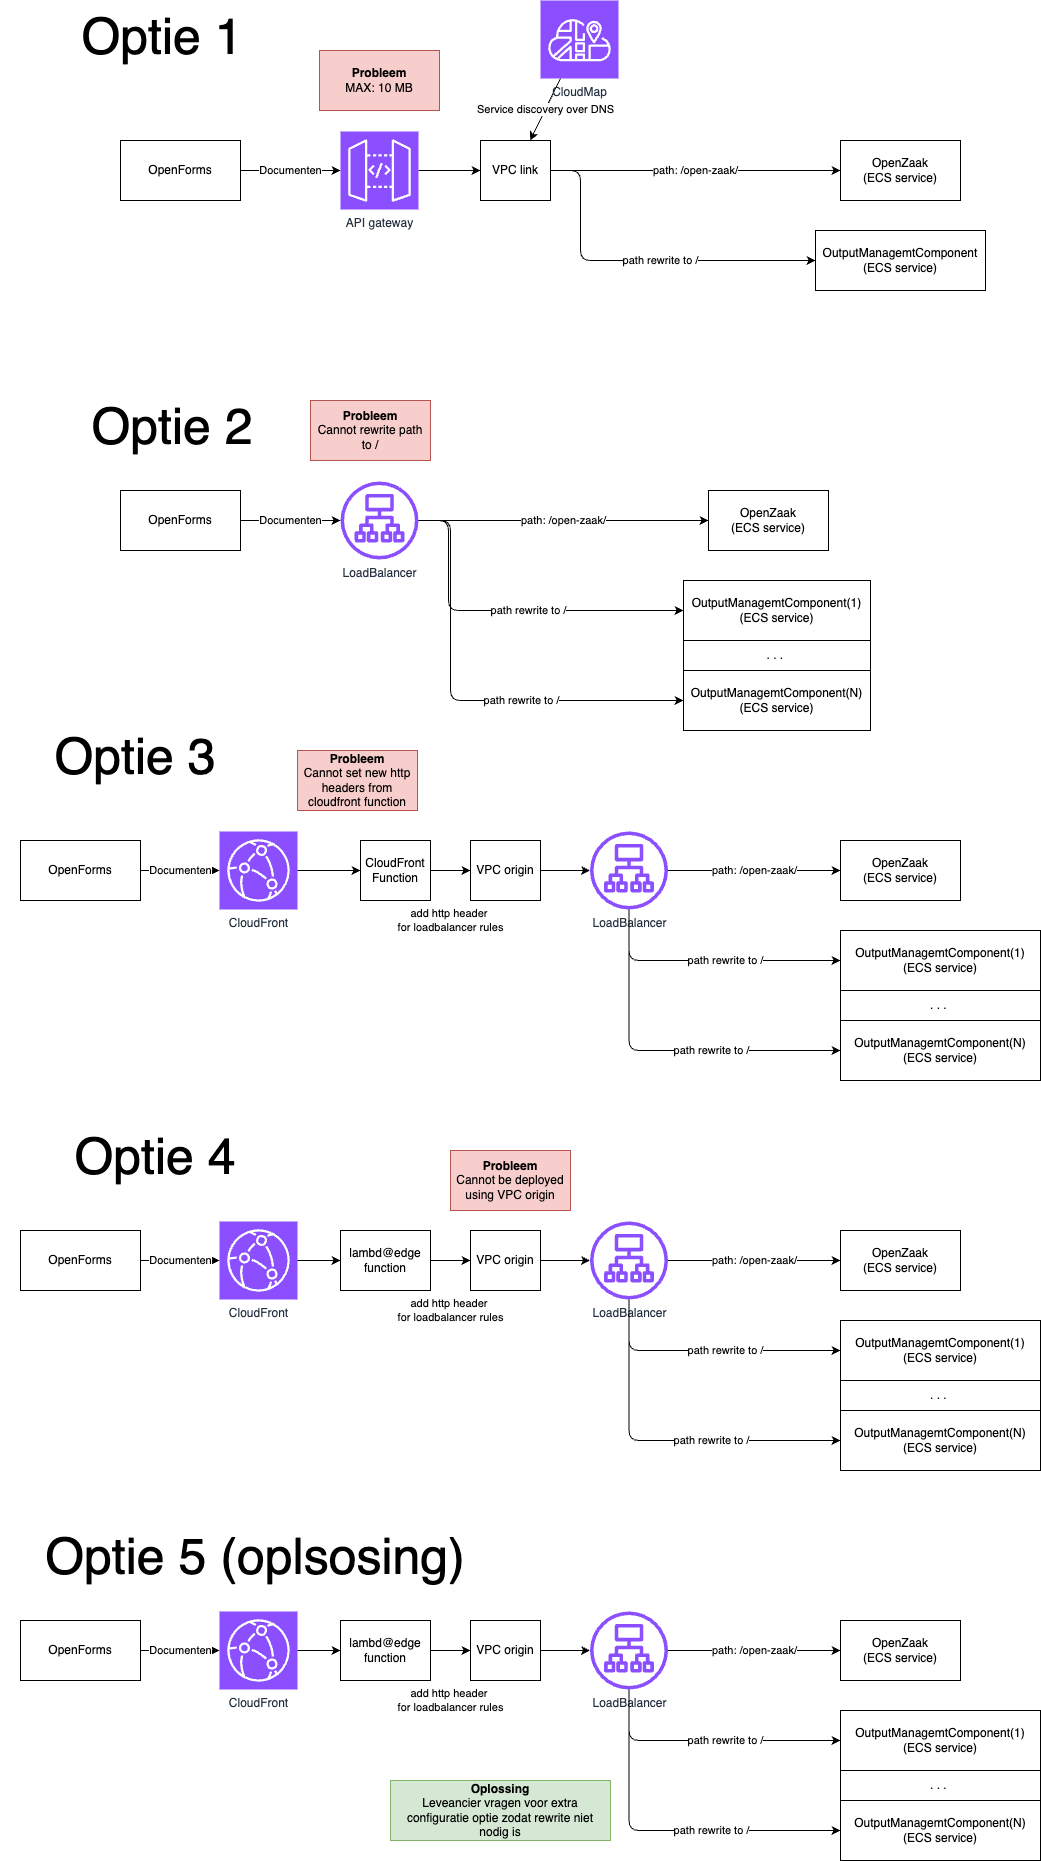 Optie 1
Probleem
MAX: 10 MB
CloudMap
Service discovery over DNS
OpenForms
Documenten
API gateway
VPC link
path: /open-zaak/
OpenZaak
(ECS service)
path rewrite to /
OutputManagemtComponent
(ECS service)
Optie 2
Probleem
Cannot rewrite path
to /
OpenForms
Documenten
LoadBalancer
path: /open-zaak/
OpenZaak
(ECS service)
path rewrite to /
OutputManagemtComponent(1)
(ECS service)
. . .
path rewrite to /
OutputManagemtComponent(N)
(ECS service)
Optie 3
Probleem
Cannot set new http
headers from
cloudfront function
OpenForms
Documenten
CloudFront
CloudFront
Function
VPC origin
add http header
for loadbalancer rules
LoadBalancer
path: /open-zaak/
OpenZaak
(ECS service)
path rewrite to /
OutputManagemtComponent(1)
(ECS service)
. . .
path rewrite to /
OutputManagemtComponent(N)
(ECS service)
Optie 4
Probleem
Cannot be deployed
using VPC origin
OpenForms
Documenten
CloudFront
lambd@edge
function
VPC origin
add http header
for loadbalancer rules
LoadBalancer
path: /open-zaak/
OpenZaak
(ECS service)
path rewrite to /
OutputManagemtComponent(1)
(ECS service)
. . .
path rewrite to /
OutputManagemtComponent(N)
(ECS service)
Optie 5 (oplsosing)
OpenForms
Documenten
CloudFront
lambd@edge
function
VPC origin
add http header
for loadbalancer rules
LoadBalancer
path: /open-zaak/
OpenZaak
(ECS service)
path rewrite to /
OutputManagemtComponent(1)
(ECS service)
. . .
Oplossing
Leveancier vragen voor extra
configuratie optie zodat rewrite niet
nodig is
path rewrite to /
OutputManagemtComponent(N)
(ECS service)